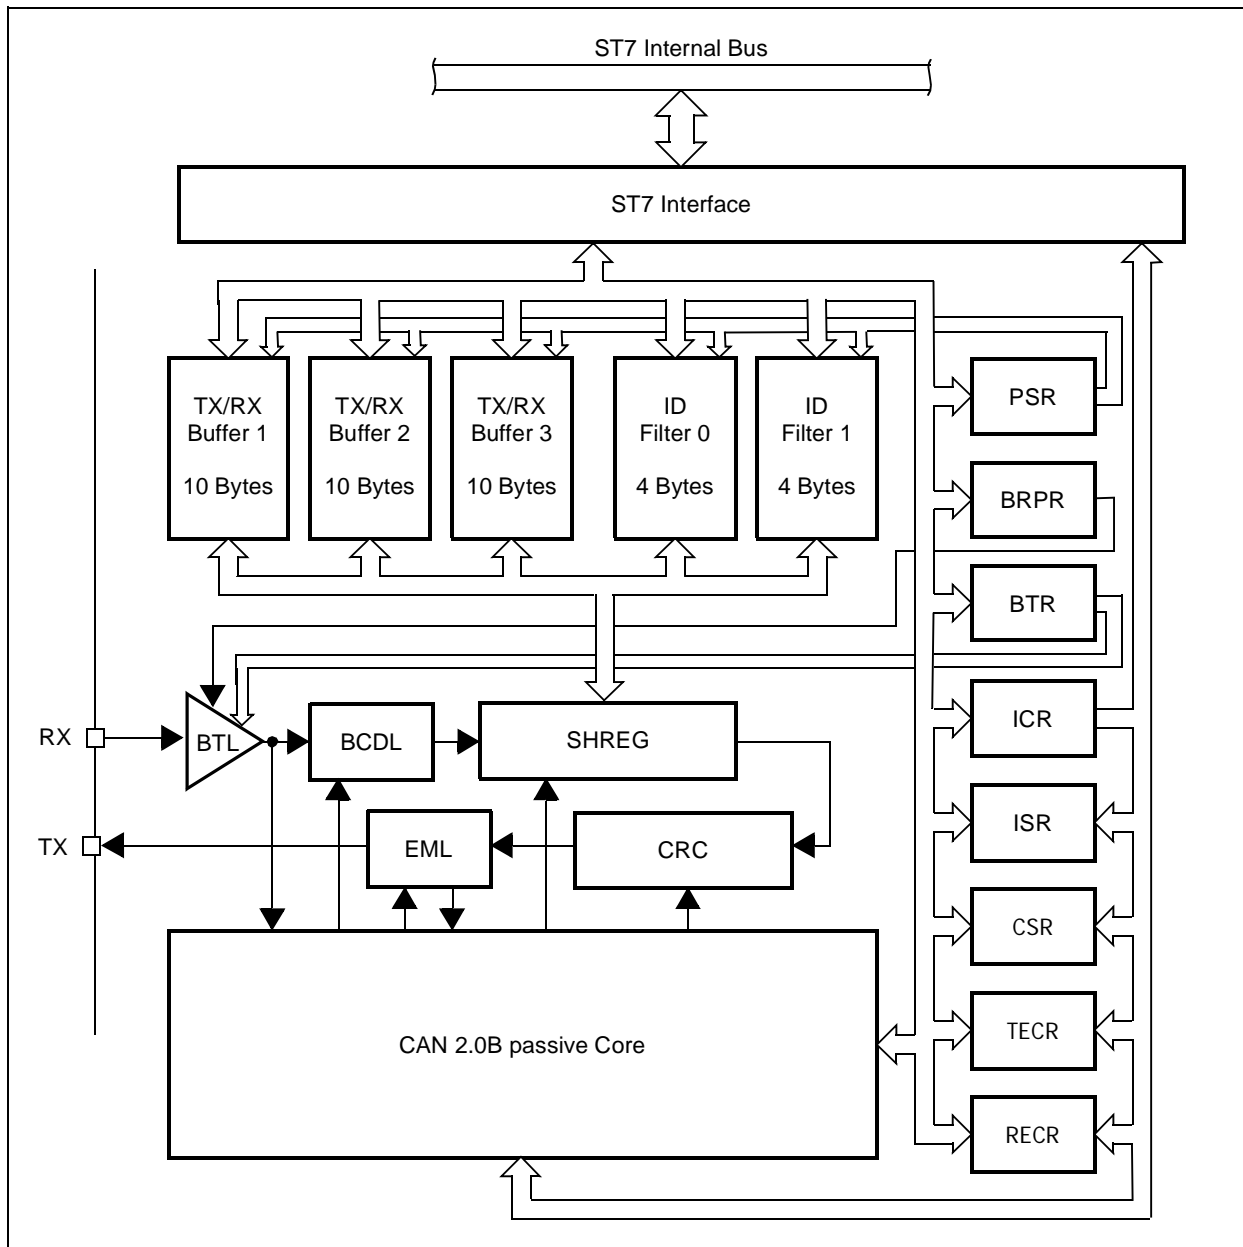 ST7 Internal Bus
ST7 Interface
TX/RX
Buffer 1
10 Bytes
TX/RX
Buffer 2
10 Bytes
TX/RX
Buffer 3
10 Bytes
ID
Filter 0
4 Bytes
ID
Filter 1
4 Bytes
PSR
BRPR
BTR
ICR
ISR
CSR
TECR
RECR
RX
BTL
BCDL
SHREG
TX
EML
CRC
CAN 2.0B passive Core